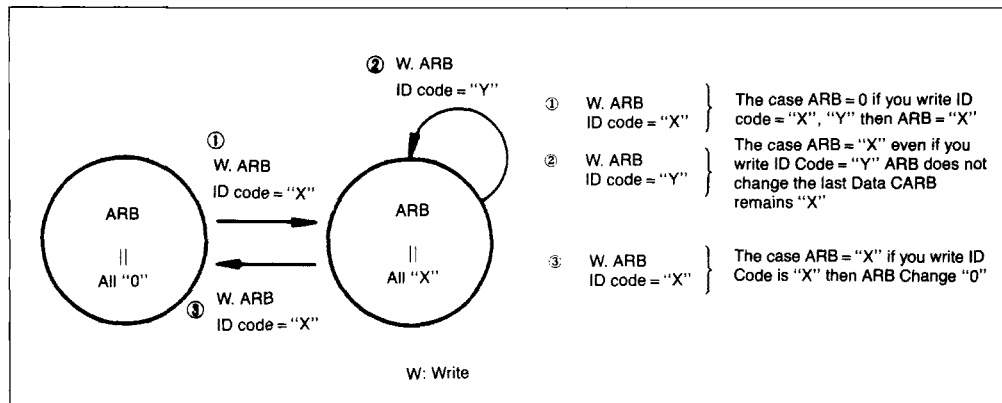 ② W. ARB
ID code = "Y"
①
W. ARB
ID code = "X"
ARB
||
All "0"
ARB
||
All "X"
③ W. ARB
ID code = "X"
W: Write
① W. ARB
ID code = "X"
The case ARB = 0 if you write ID
code = "X", "Y" then ARB = "X"
② W. ARB
ID code = "Y"
The case ARB = "X" even if you
write ID Code = "Y" ARB does not
change the last Data CARB
remains "X"
③ W. ARB
ID code = "X"
The case ARB = "X" if you write ID
Code is "X" then ARB Change "0"